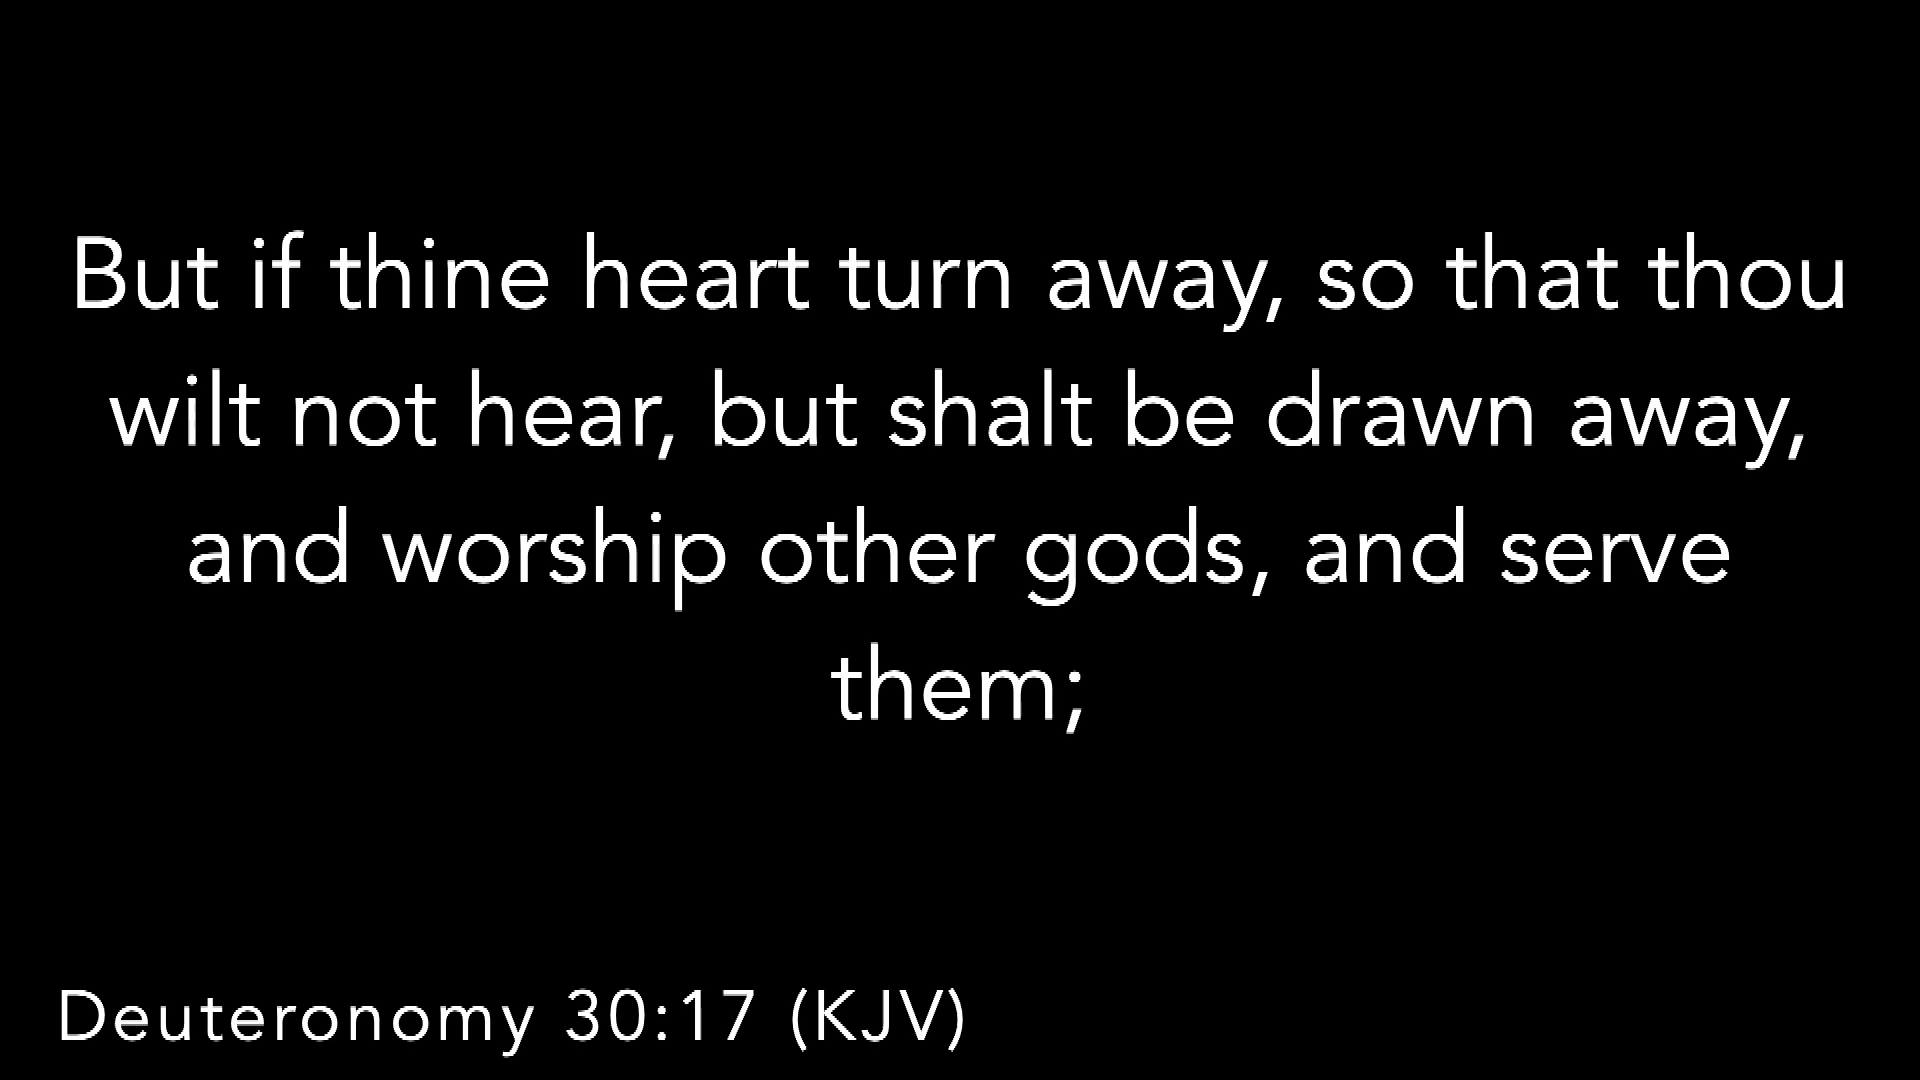 But if thine heart turn away, so that thou
wilt not hear, but shalt be drawn away,
and worship other gods, and serve
them;
Deuteronomy 30:17 (KJV)